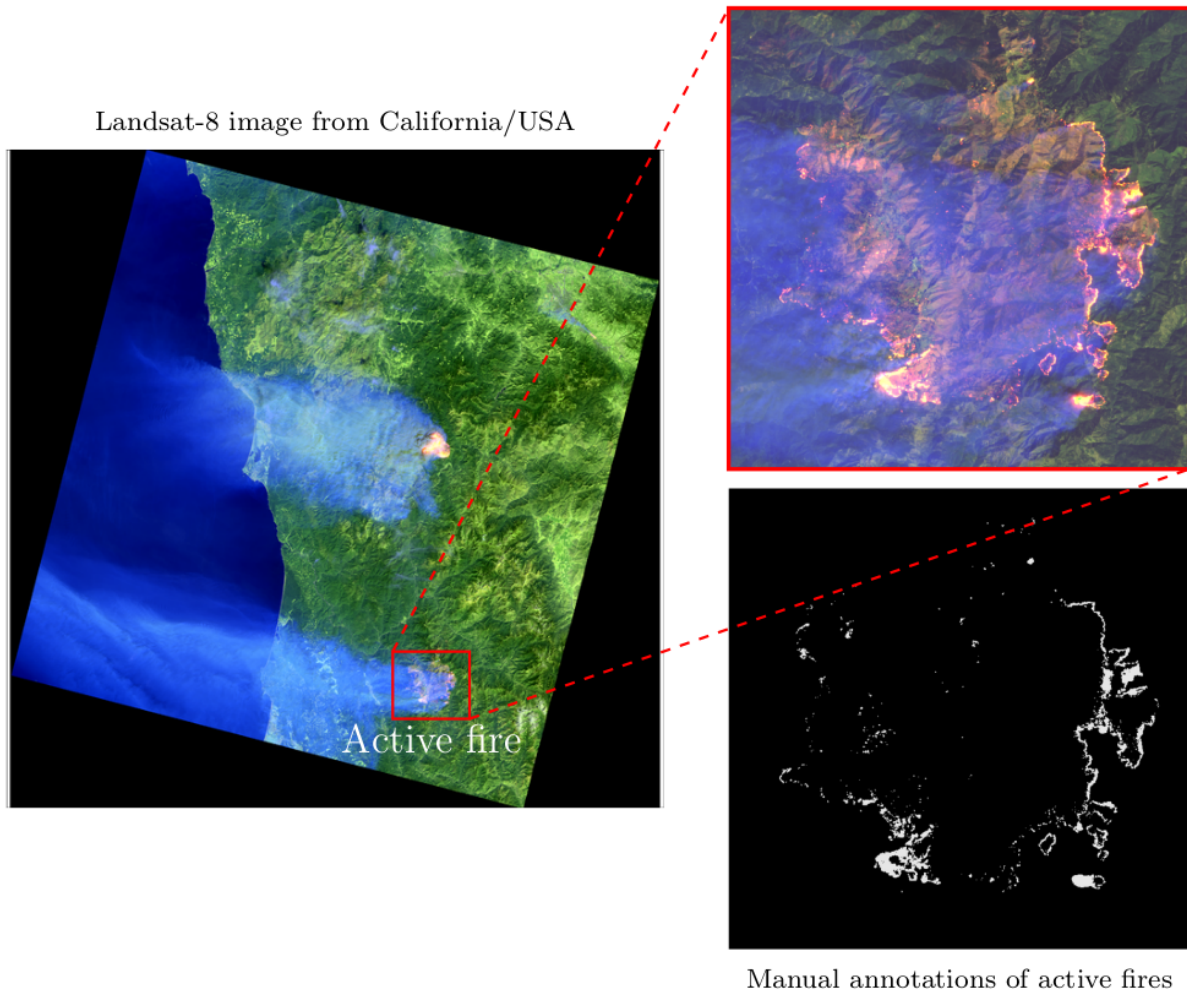 Landsat-8 image from California/USA
Active fire
Manual annotations of active fires